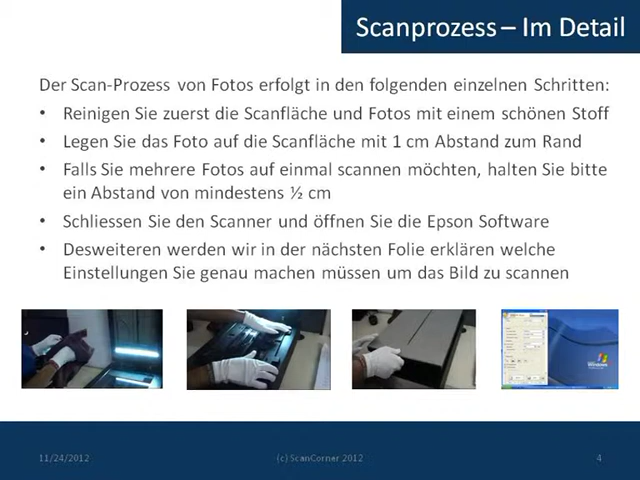 Scanprozess – Im Detail
Der Scan-Prozess von Fotos erfolgt in den folgenden einzelnen Schritten:
• Reinigen Sie zuerst die Scanfläche und Fotos mit einem schönen Stoff
• Legen Sie das Foto auf die Scanfläche mit 1 cm Abstand zum Rand
• Falls Sie mehrere Fotos auf einmal scannen möchten, halten Sie bitte
ein Abstand von mindestens ½ cm
• Schliessen Sie den Scanner und öffnen Sie die Epson Software
• Desweiteren werden wir in der nächsten Folie erklären welche
Einstellungen Sie genau machen müssen um das Bild zu scannen
11/24/2012
(c) ScanCorner 2012
4